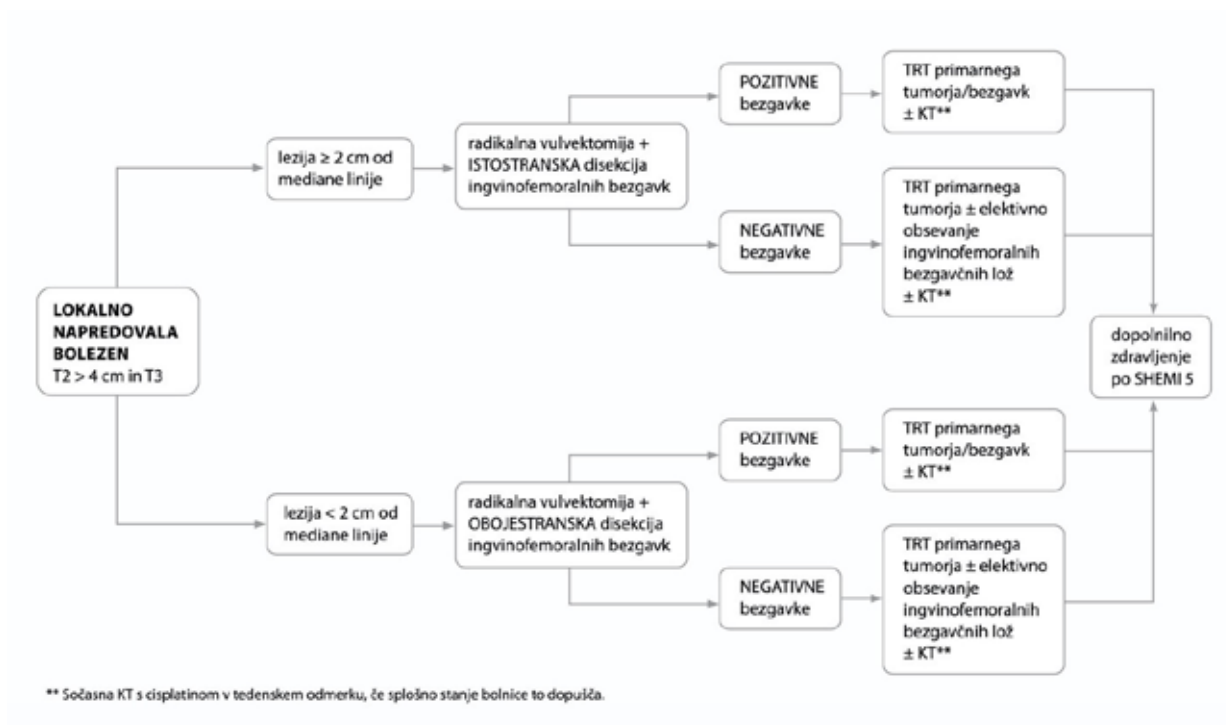 LOKALNO
NAPREDOVALA
BOLEZEN
T2 > 4 cm in T3
lezija ≥ 2 cm od
mediane linije
radikalna vulvektomija +
ISTOSTRANSKA disekcija
ingvinofemoralnih bezgavk
POZITIVNE
bezgavke
TRT primarnega
tumorja/bezgavk
± KT**
NEGATIVNE
bezgavke
TRT primarnega
tumorja ± elektivno
obsevanje
ingvinofemoralnih
bezgavčnih lož
± KT**
lezija < 2 cm od
mediane linije
radikalna vulvektomija +
OBOJESTRANSKA disekcija
ingvinofemoralnih bezgavk
POZITIVNE
bezgavke
TRT primarnega
tumorja/bezgavk
± KT**
NEGATIVNE
bezgavke
TRT primarnega
tumorja ± elektivno
obsevanje
ingvinofemoralnih
bezgavčnih lož
± KT**
dopolnilno
zdravljenje
po SHEMI 5
** Sočasna KT s cisplatinom v tedenskem odmerku, če splošno stanje bolnice to dopušča.